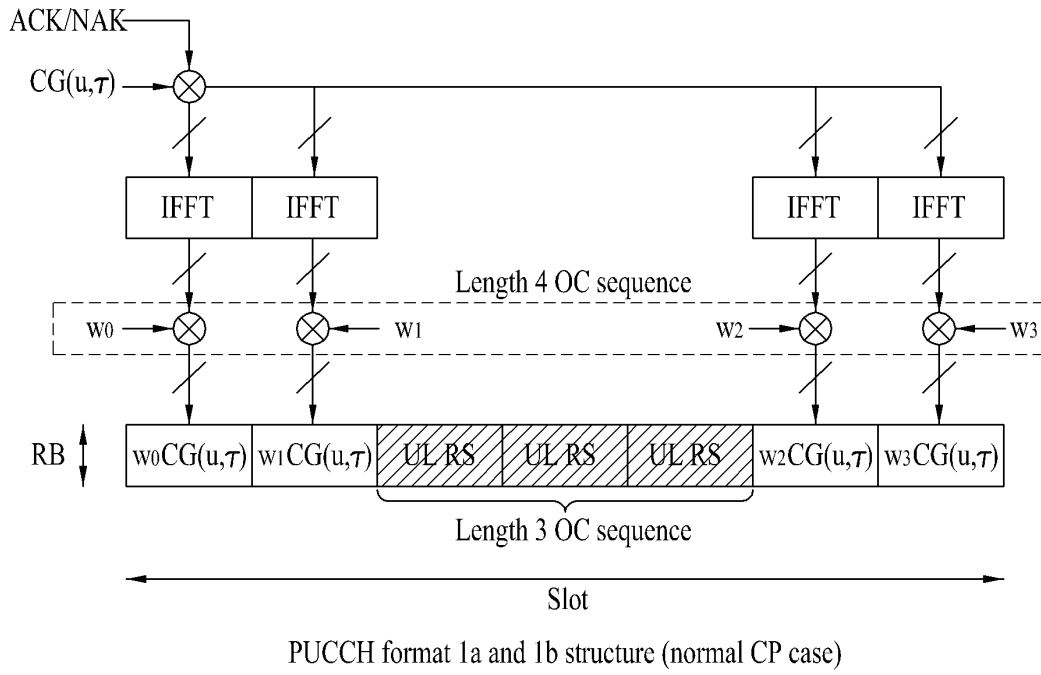 ACK/NAK
CG(u,τ)
IFFT IFFT IFFT IFFT
Length 4 OC sequence
w0 w1 w2 w3
RB w0CG(u,τ) w1CG(u,τ) UL RS UL RS UL RS w2CG(u,τ) w3CG(u,τ)
Length 3 OC sequence
Slot
PUCCH format 1a and 1b structure (normal CP case)